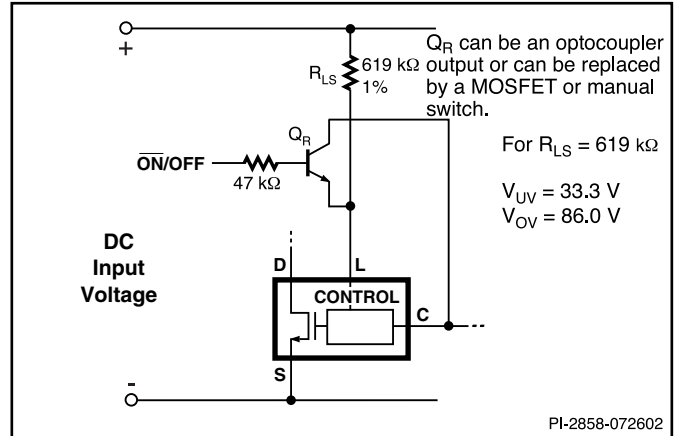 +
R_LS
619 kΩ
1%
Q_R can be an optocoupler
output or can be replaced
by a MOSFET or manual
switch.
Q_R
For R_LS = 619 kΩ
O̅N̅/OFF
47 kΩ
V_UV = 33.3 V
V_OV = 86.0 V
DC
Input
Voltage
D
L
CONTROL
C
S
-
PI-2858-072602